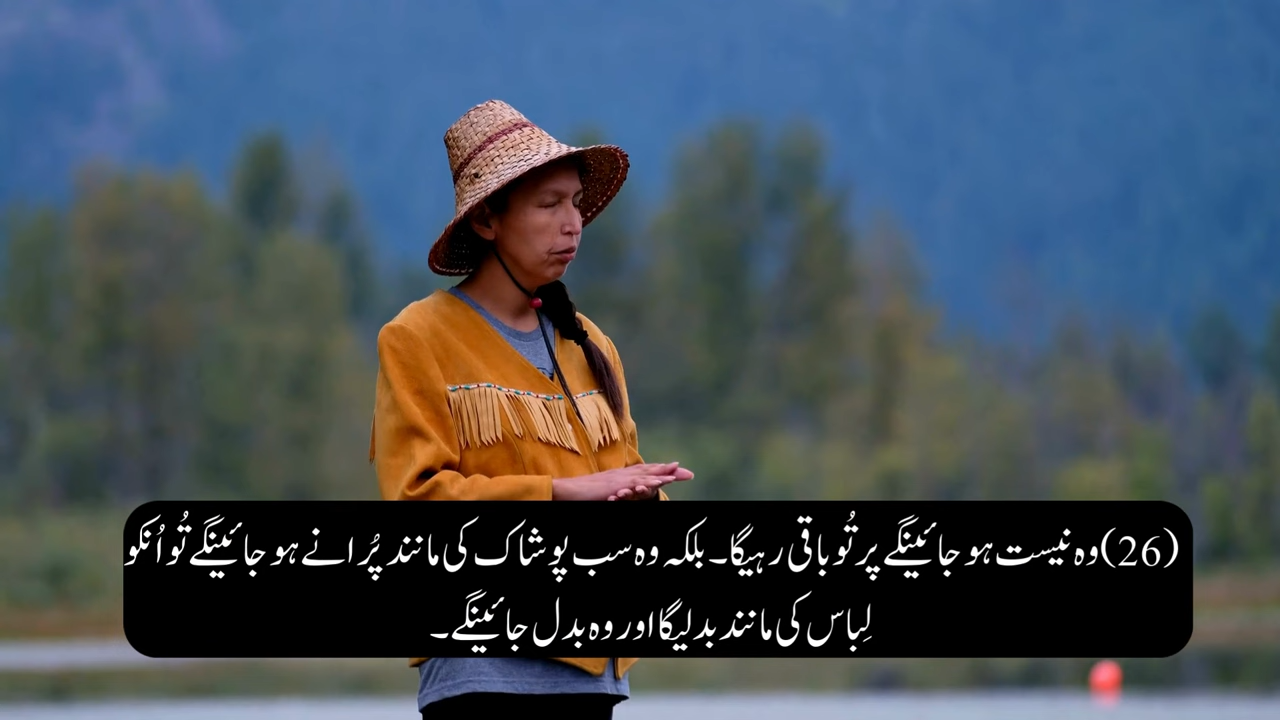 (26)وہ نیست ہو جائینگے پر تُو باقی رہیگا۔ بلکہ وہ سب پوشاک کی مانند پُرانے ہو جائینگے تُو اُنکو
لِباس کی مانند بدلیگا اور وہ بدل جائینگے۔